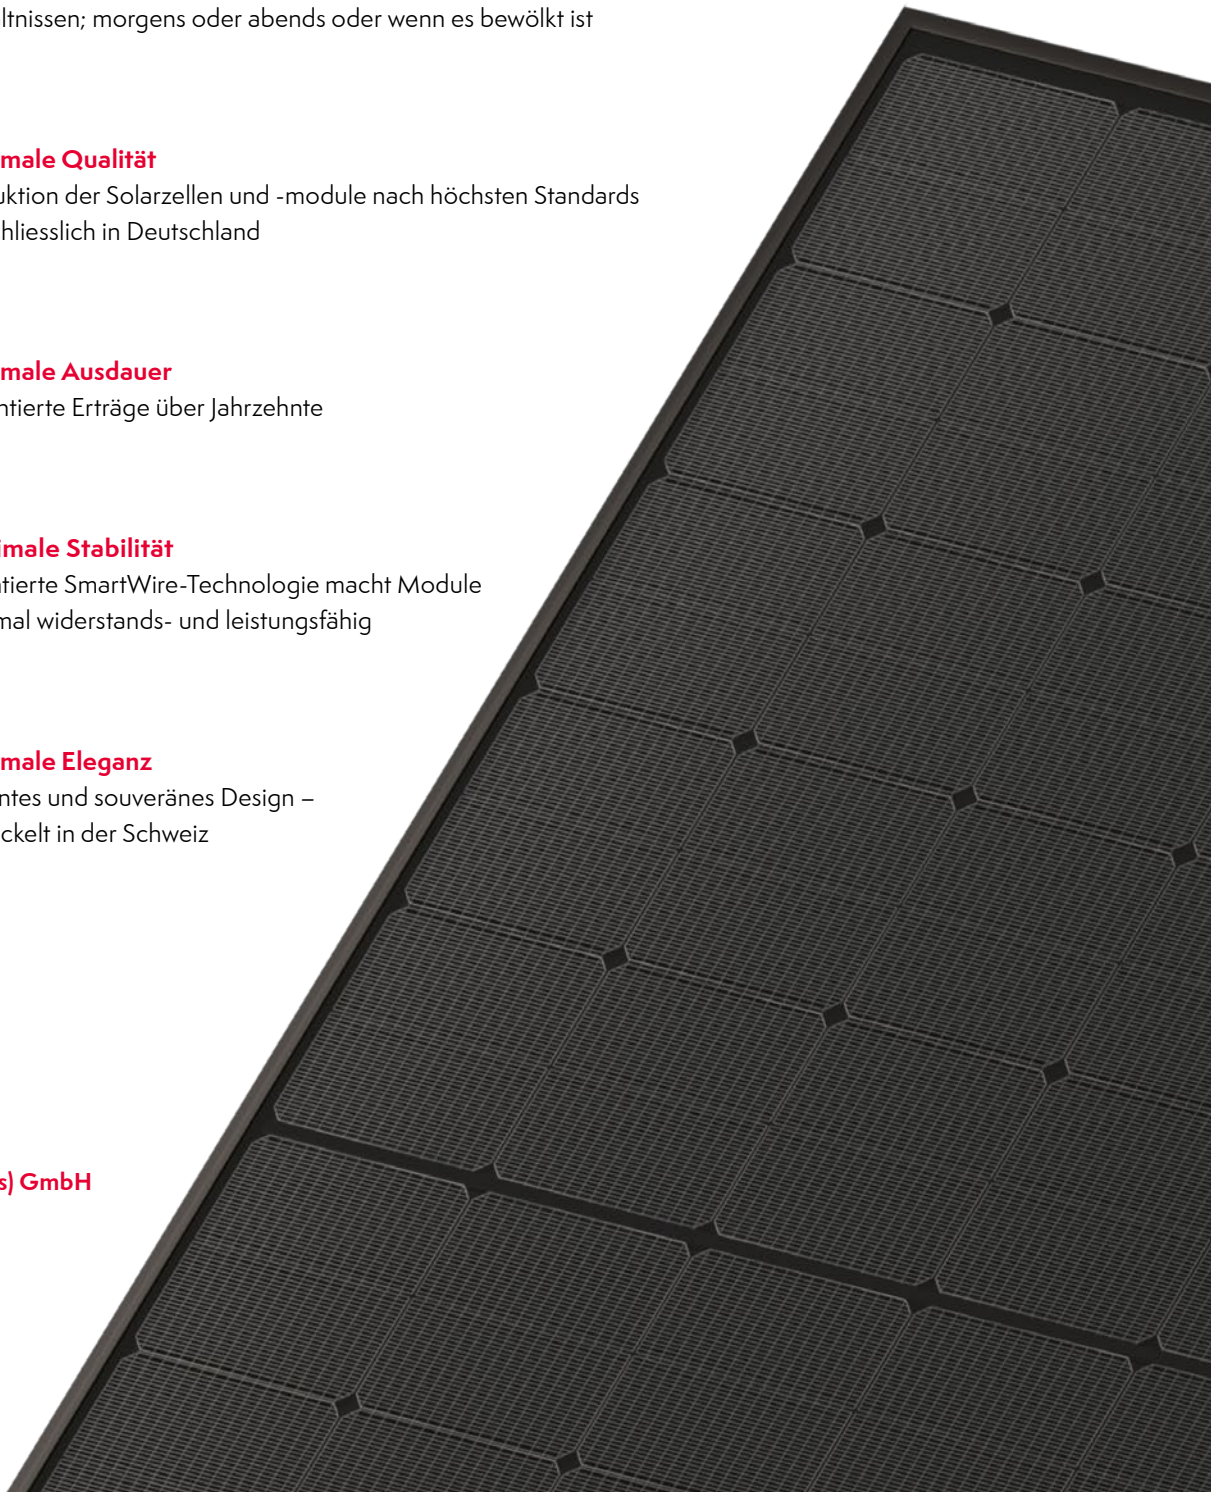 ltnissen; morgens oder abends oder wenn es bewölkt ist
male Qualität
uktion der Solarzellen und -module nach höchsten Standards
hliesslich in Deutschland
male Ausdauer
ntierte Erträge über Jahrzehnte
imale Stabilität
tierte SmartWire-Technologie macht Module
mal widerstands- und leistungsfähig
male Eleganz
ntes und souveränes Design –
ckelt in der Schweiz
s) GmbH